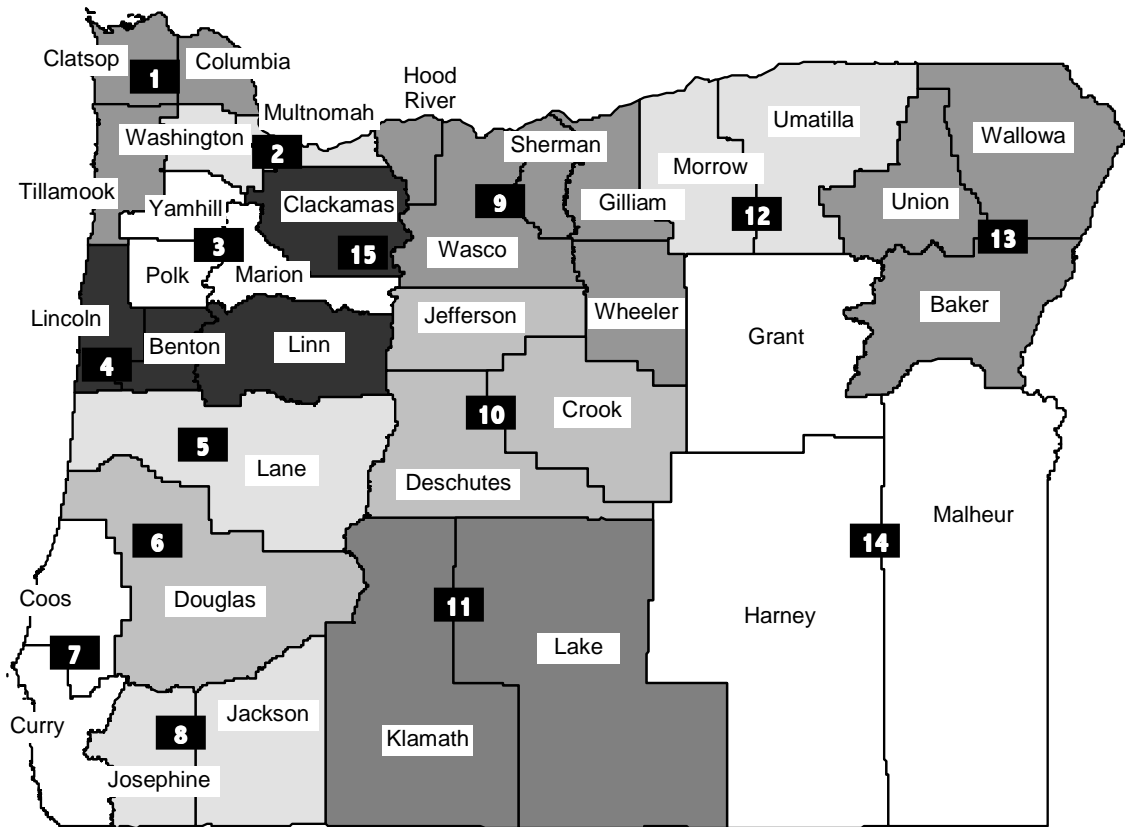 Clatsop
Columbia
1
Hood
River
Multnomah
Washington
2
Umatilla
Wallowa
Sherman
Morrow
Tillamook
Yamhill
Clackamas
9
Gilliam
12
Union
13
3
Polk
Marion
15
Wasco
Lincoln
Benton
Linn
4
Jefferson
Wheeler
Grant
Baker
10
Crook
5
Lane
Deschutes
6
Malheur
14
Coos
Douglas
11
Harney
7
Lake
Curry
8
Jackson
Klamath
Josephine